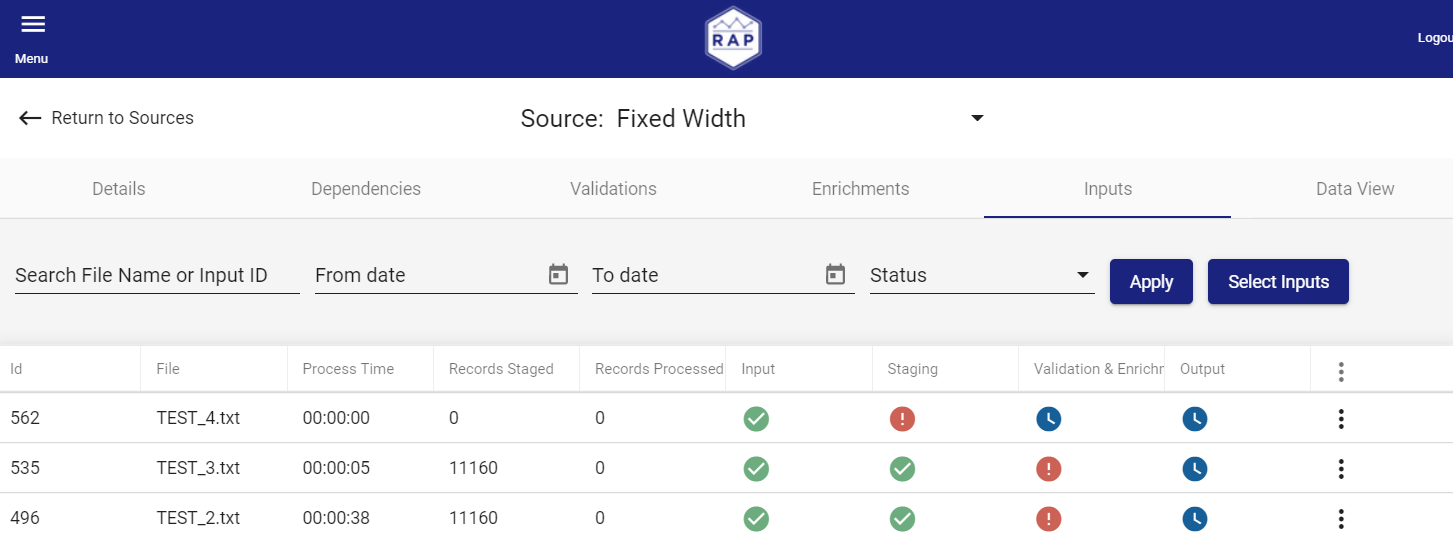 Menu
RAP
Logou
Return to Sources
Source: Fixed Width
Details Dependencies Validations Enrichments Inputs Data View
Search File Name or Input ID From date To date Status Apply Select Inputs
Id File Process Time Records Staged Records Processed Input Staging Validation & Enrichr Output
562 TEST_4.txt 00:00:00 0 0
535 TEST_3.txt 00:00:05 11160 0
496 TEST_2.txt 00:00:38 11160 0